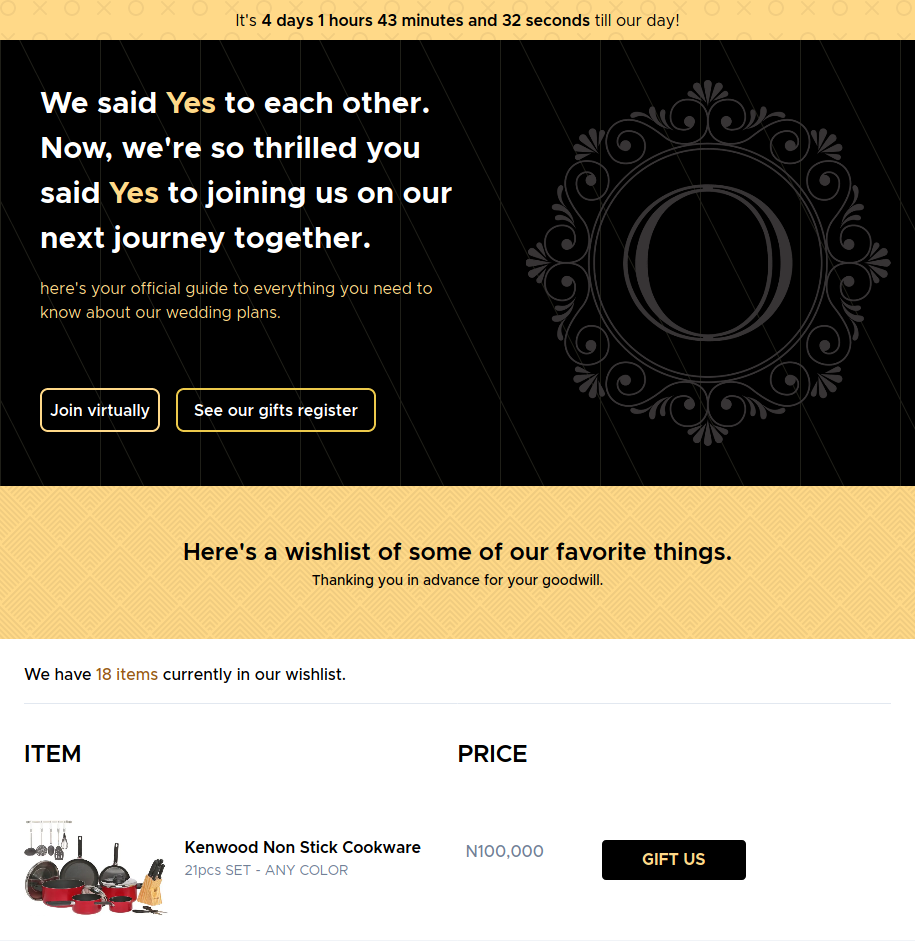 It's 4 days 1 hours 43 minutes and 32 seconds till our day!
We said Yes to each other.
Now, we're so thrilled you
said Yes to joining us on our
next journey together.
here's your official guide to everything you need to
know about our wedding plans.
O
Join virtually
See our gifts register
Here's a wishlist of some of our favorite things.
Thanking you in advance for your goodwill.
We have 18 items currently in our wishlist.
ITEM
PRICE
Kenwood Non Stick Cookware
21pcs SET - ANY COLOR
N100,000
GIFT US